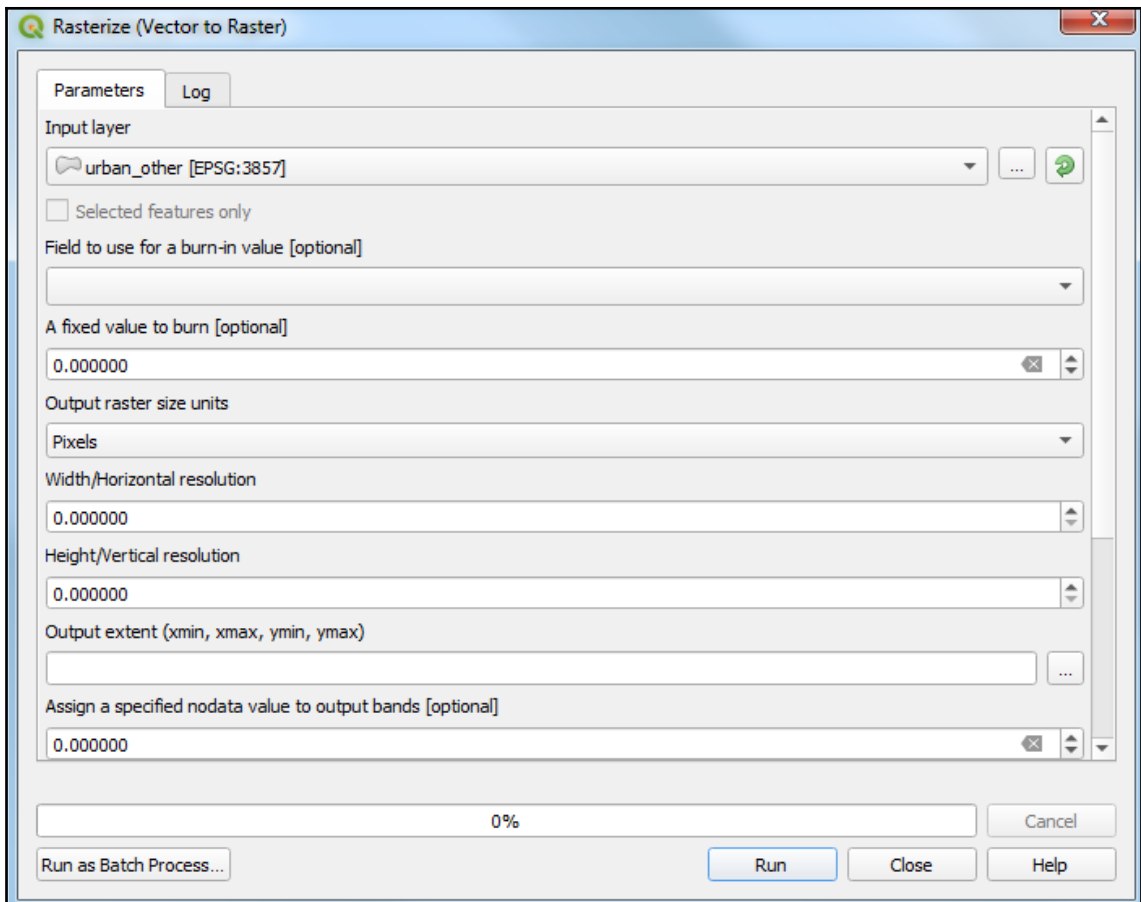 Rasterize (Vector to Raster)
Parameters
Log
Input layer
urban_other [EPSG:3857]
...
Selected features only
Field to use for a burn-in value [optional]
A fixed value to burn [optional]
0.000000
Output raster size units
Pixels
Width/Horizontal resolution
0.000000
Height/Vertical resolution
0.000000
Output extent (xmin, xmax, ymin, ymax)
...
Assign a specified nodata value to output bands [optional]
0.000000
0%
Cancel
Run as Batch Process...
Run
Close
Help